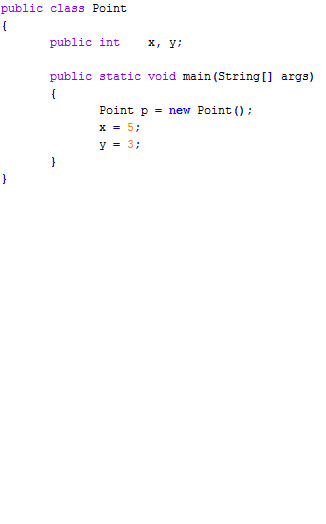 public class Point
{
public int    x, y;
public static void main(String[] args)
{
Point p = new Point();
x = 5;
y = 3;
}
}